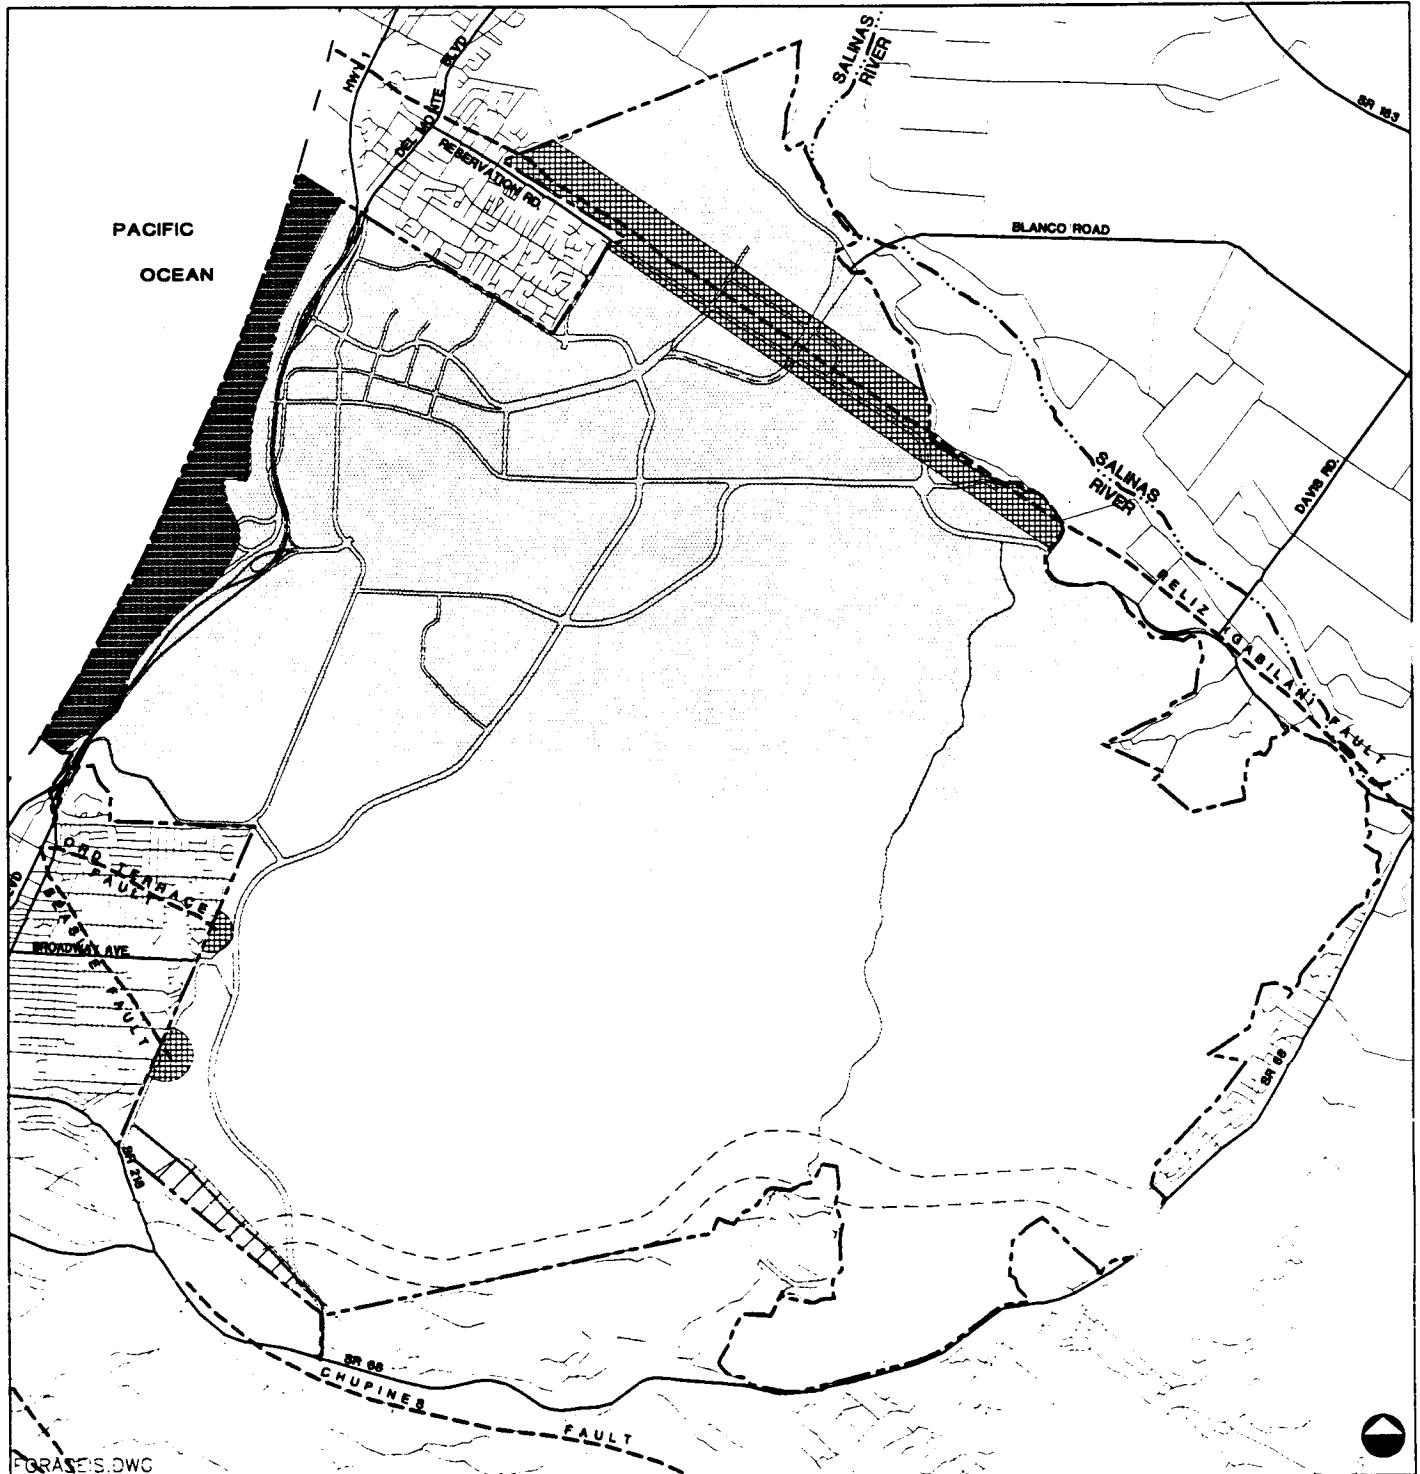 SALINAS
RIVER
HWY 1
DEL MONTE BLVD
SR 183
RESERVATION RD.
PACIFIC
OCEAN
BLANCO ROAD
SALINAS
RIVER
DAVIS RD.
RELIZ (GABILAN) FAULT
ORD TERRACE
FAULT
BLVD
SEASIDE FAULT
BROADWAY AVE
SR 68
SR 218
SR 68
CHUPINES FAULT
FORASEIS.DWG